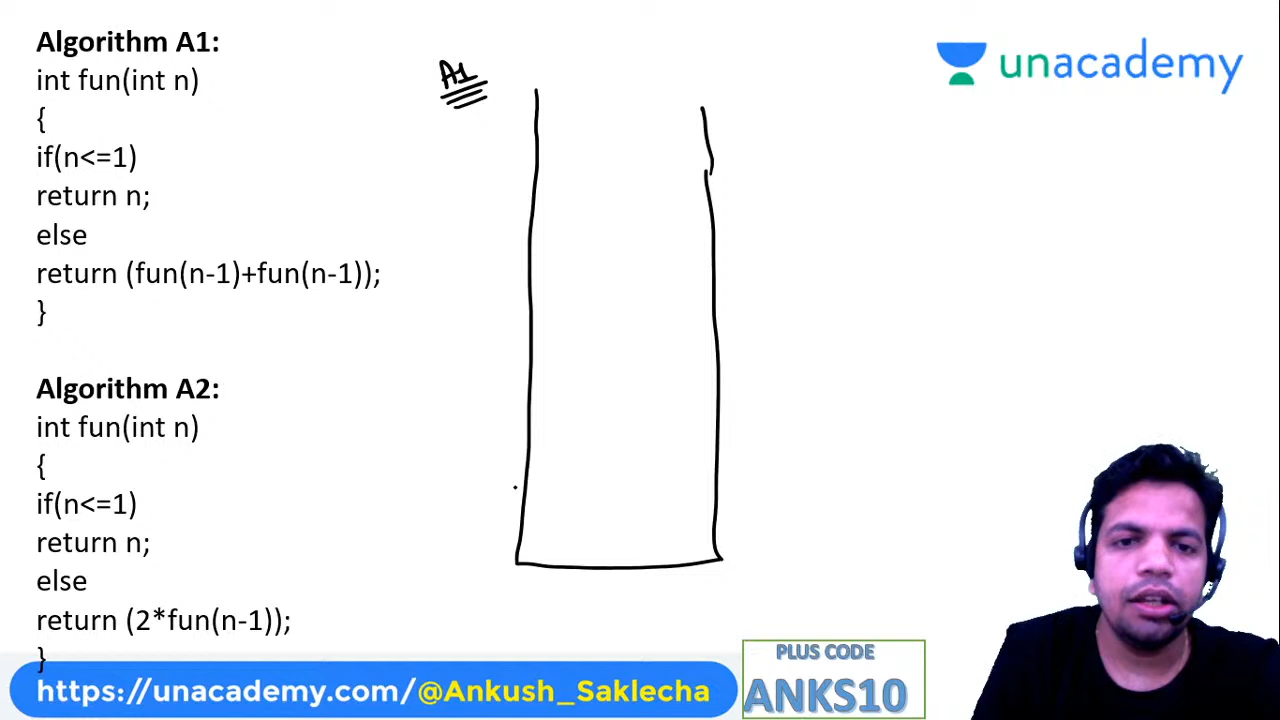 Algorithm A1:
int fun(int n)
{
if(n<=1)
return n;
else
return (fun(n-1)+fun(n-1));
}
Algorithm A2:
int fun(int n)
{
if(n<=1)
return n;
else
return (2*fun(n-1));
}
A1
unacademy
https://unacademy.com/@Ankush_Saklecha
PLUS CODE
ANKS10